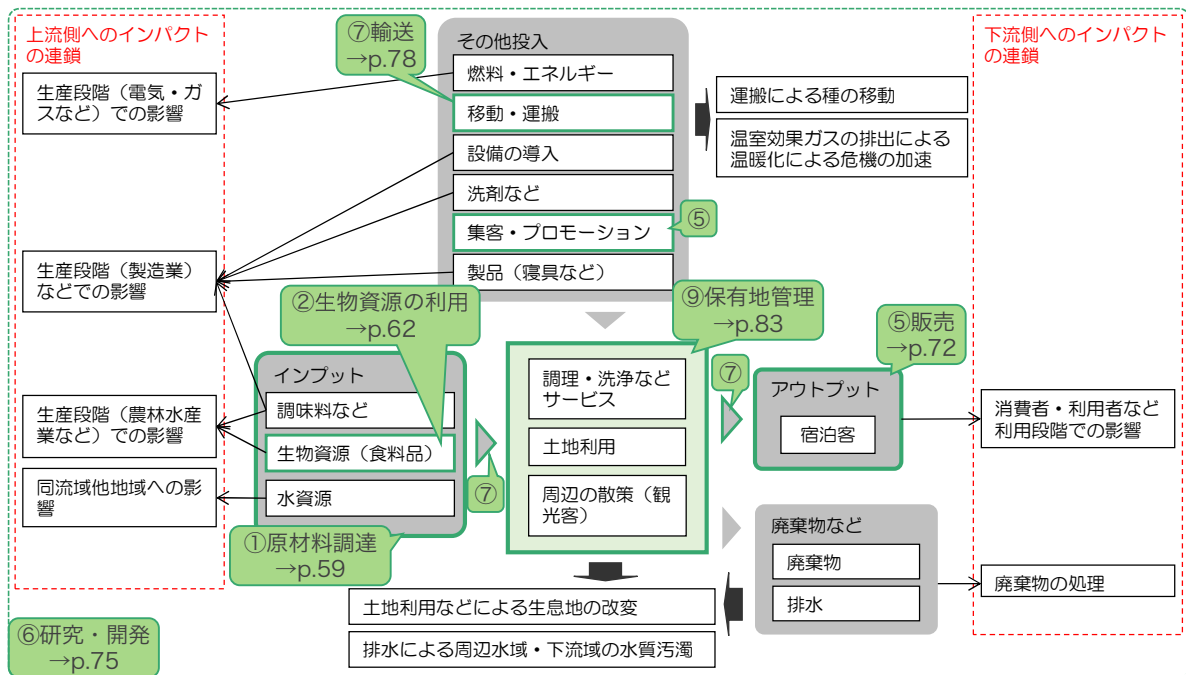 上流側へのインパクト
の連鎖
生産段階（電気・ガ
スなど）での影響
生産段階（製造業）
などでの影響
生産段階（農林水産
業など）での影響
同流域他地域への影
響
⑦輸送
→p.78
その他投入
燃料・エネルギー
移動・運搬
設備の導入
洗剤など
集客・プロモーション
製品（寝具など）
⑤
運搬による種の移動
温室効果ガスの排出による
温暖化による危機の加速
下流側へのインパクト
の連鎖
②生物資源の利用
→p.62
⑨保有地管理
→p.83
⑤販売
→p.72
インプット
調味料など
生物資源（食料品）
水資源
⑦
①原材料調達
→p.59
調理・洗浄など
サービス
土地利用
周辺の散策（観
光客）
⑦
アウトプット
宿泊客
消費者・利用者など
利用段階での影響
廃棄物など
廃棄物
排水
廃棄物の処理
土地利用などによる生息地の改変
排水による周辺水域・下流域の水質汚濁
⑥研究・開発
→p.75